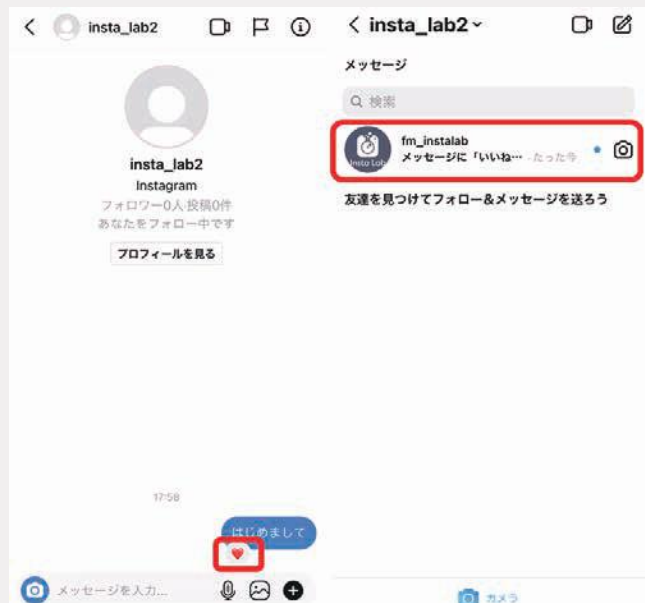 insta_lab2
insta_lab2
Instagram
フォロワー0人·投稿0件
あなたをフォロー中です
プロフィールを見る
17:58
はじめまして
メッセージを入力...
insta_lab2
メッセージ
検索
fm_instalab
メッセージに「いいね… ·たった今
Insta Lab
友達を見つけてフォロー&メッセージを送ろう
カメラ